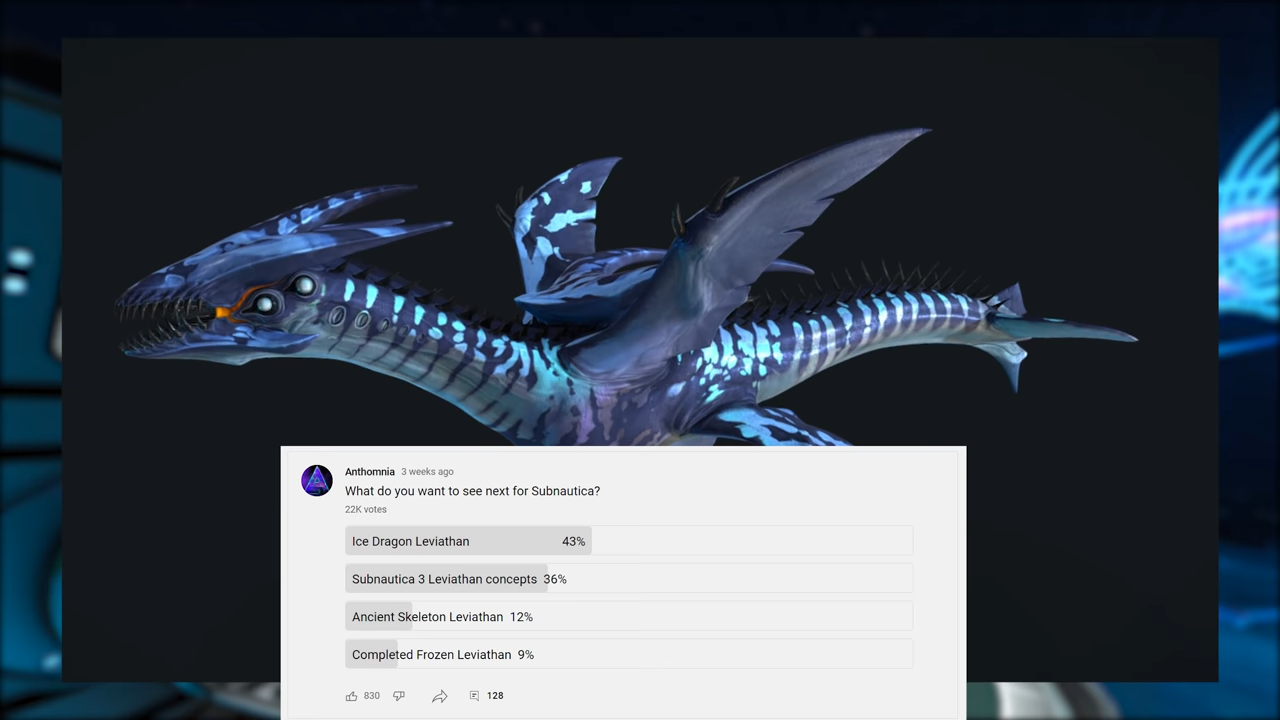 Anthomnia 3 weeks ago
What do you want to see next for Subnautica?
22K votes
Ice Dragon Leviathan 43%
Subnautica 3 Leviathan concepts 36%
Ancient Skeleton Leviathan 12%
Completed Frozen Leviathan 9%
830 128